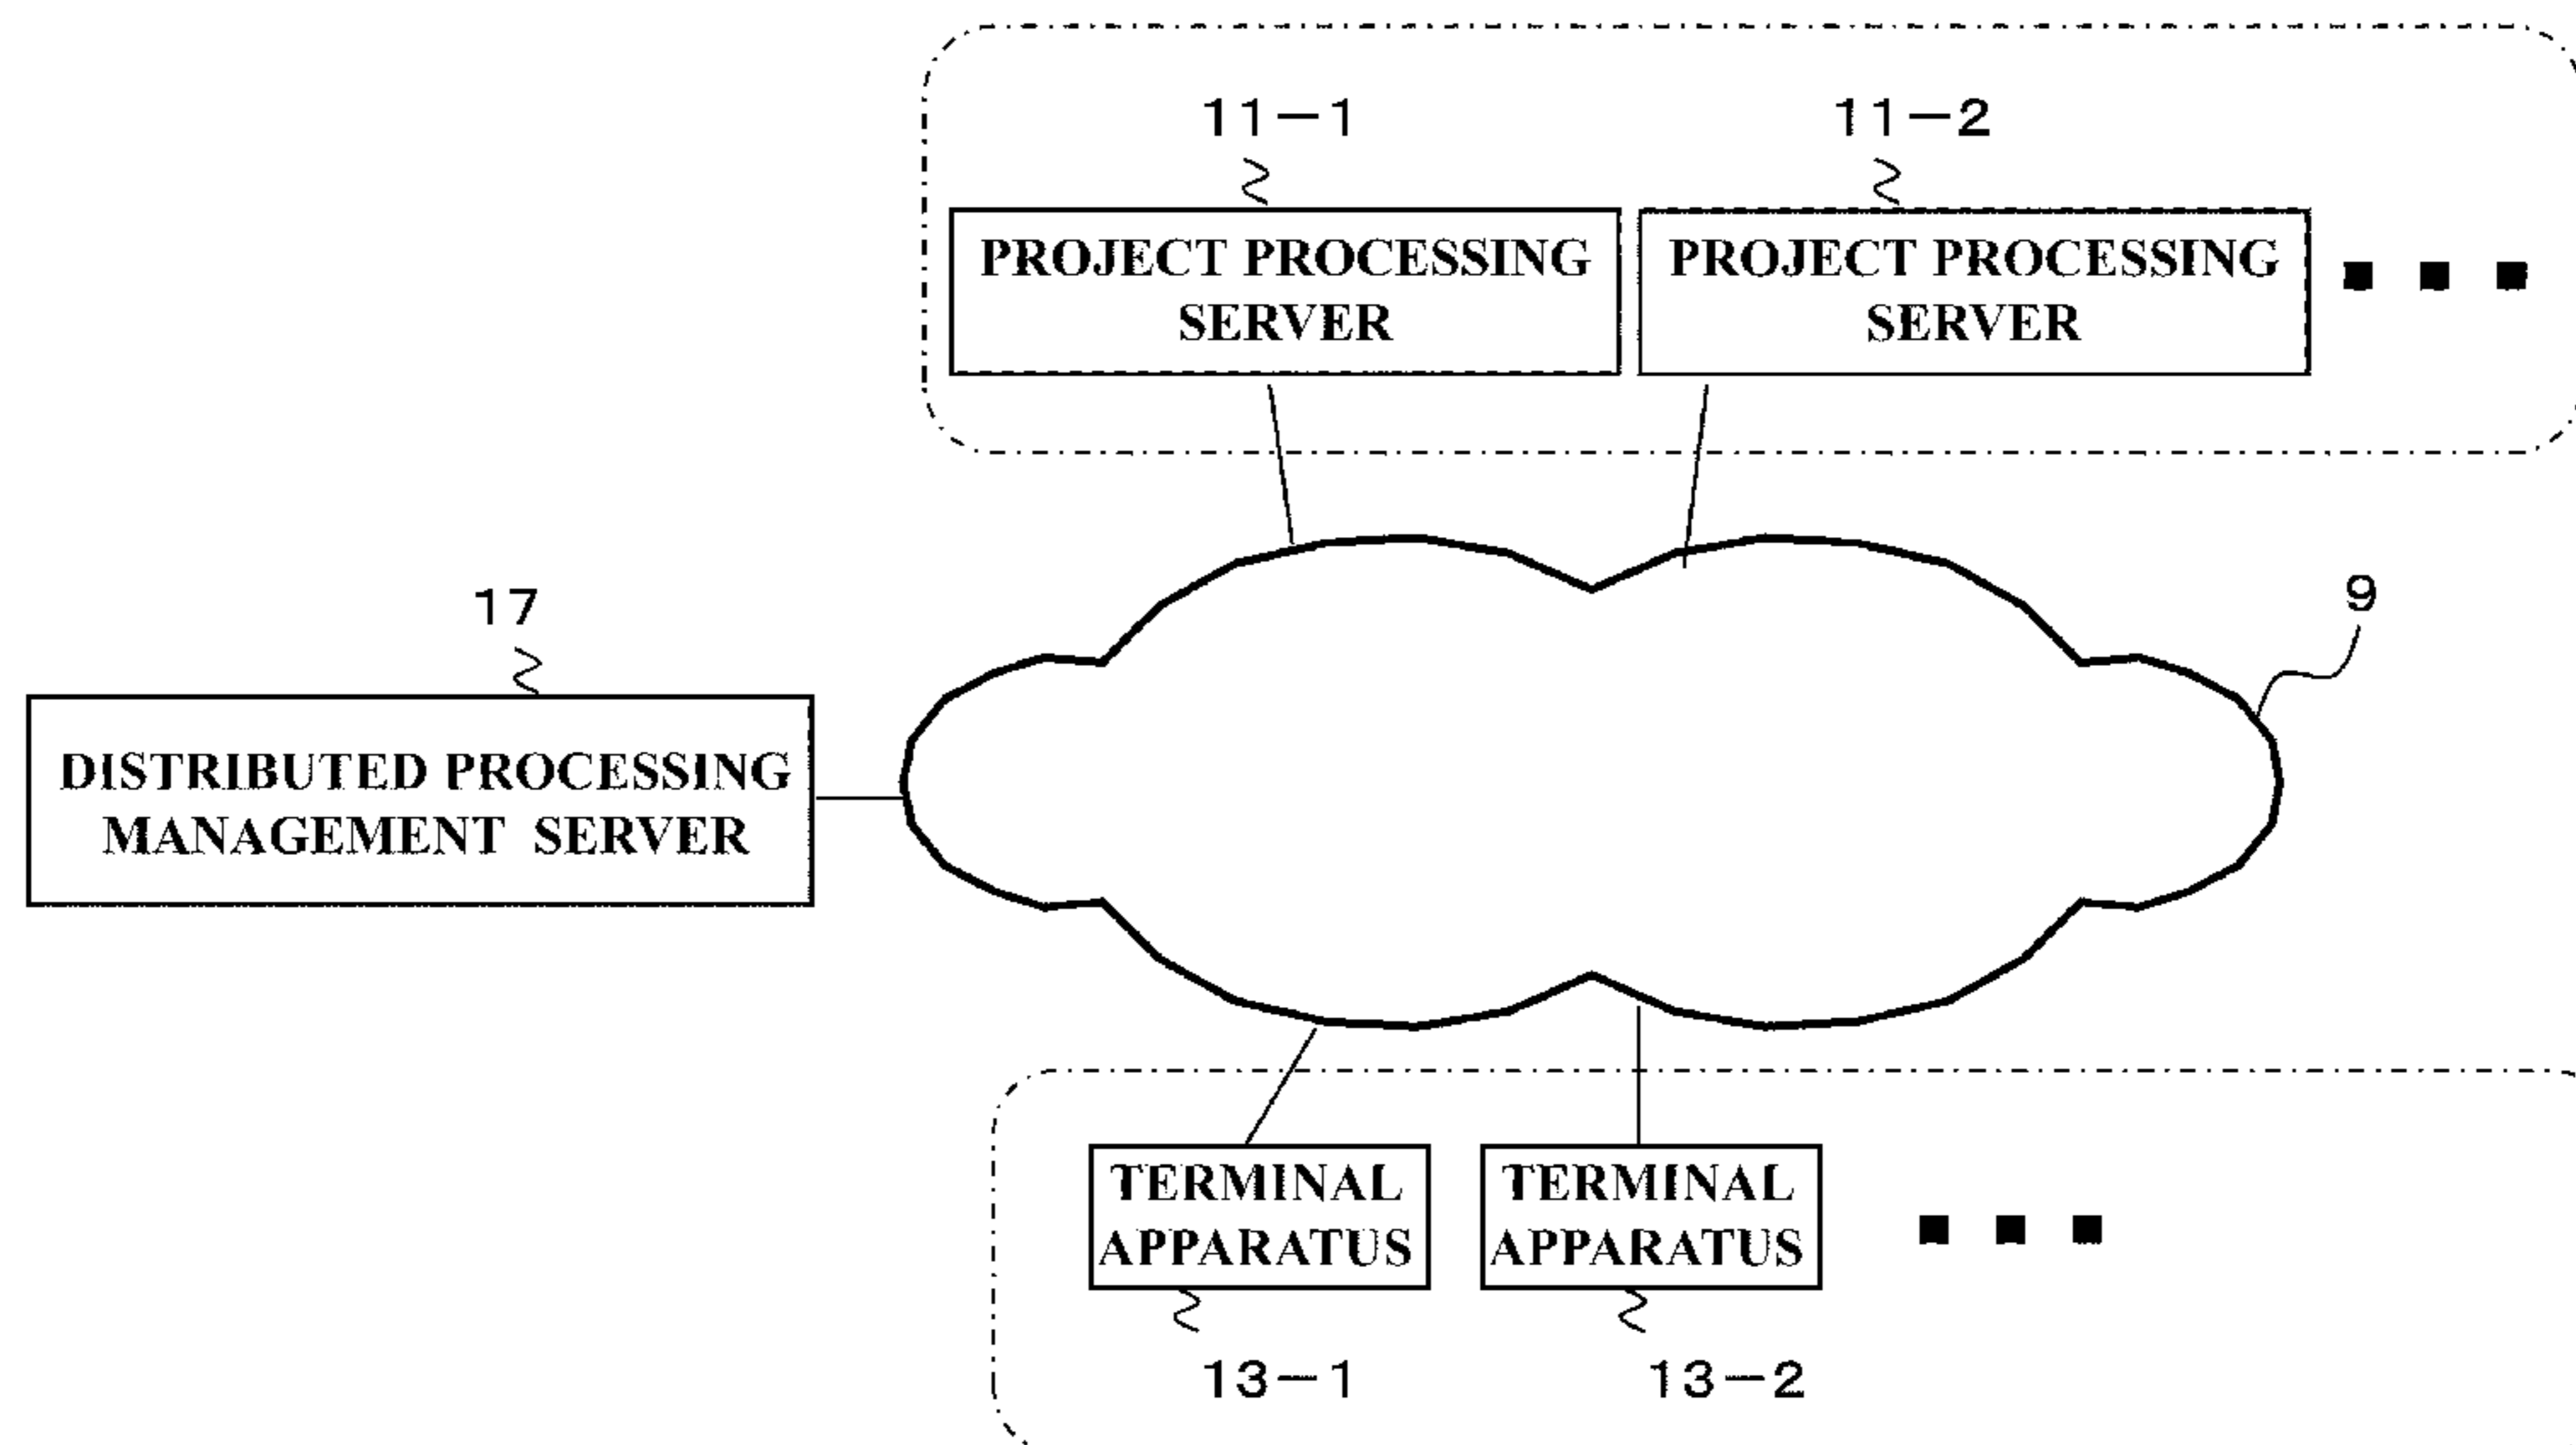 11-1
11-2
PROJECT PROCESSING
SERVER
PROJECT PROCESSING
SERVER
17
9
DISTRIBUTED PROCESSING
MANAGEMENT SERVER
TERMINAL
APPARATUS
TERMINAL
APPARATUS
13-1
13-2